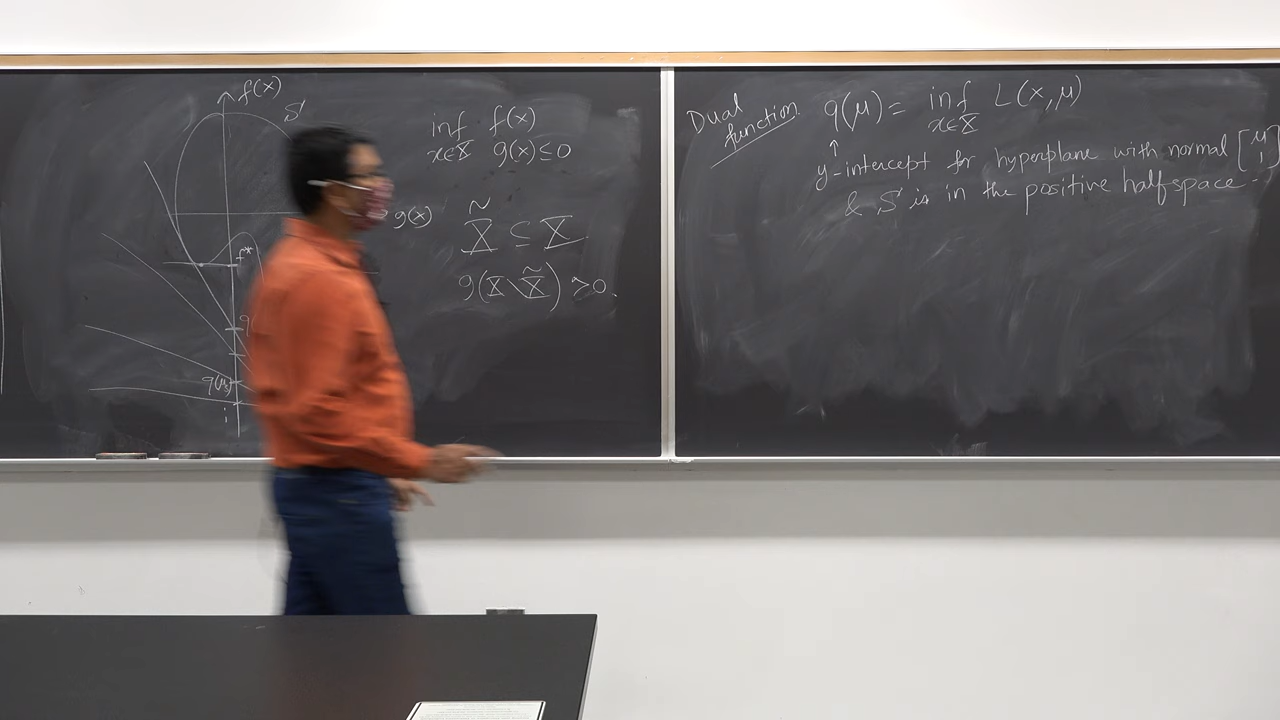 f(x)
S
g(x)
f*
q(μ
inf f(x)
x∈X g(x) ≤ 0
X̃ ⊆ X
g(X \ X̃) > 0.
Dual function q(μ) = inf L(x, μ)
x∈X
↑
y-intercept for hyperplane with normal [μ 1]
& S is in the positive halfspace.